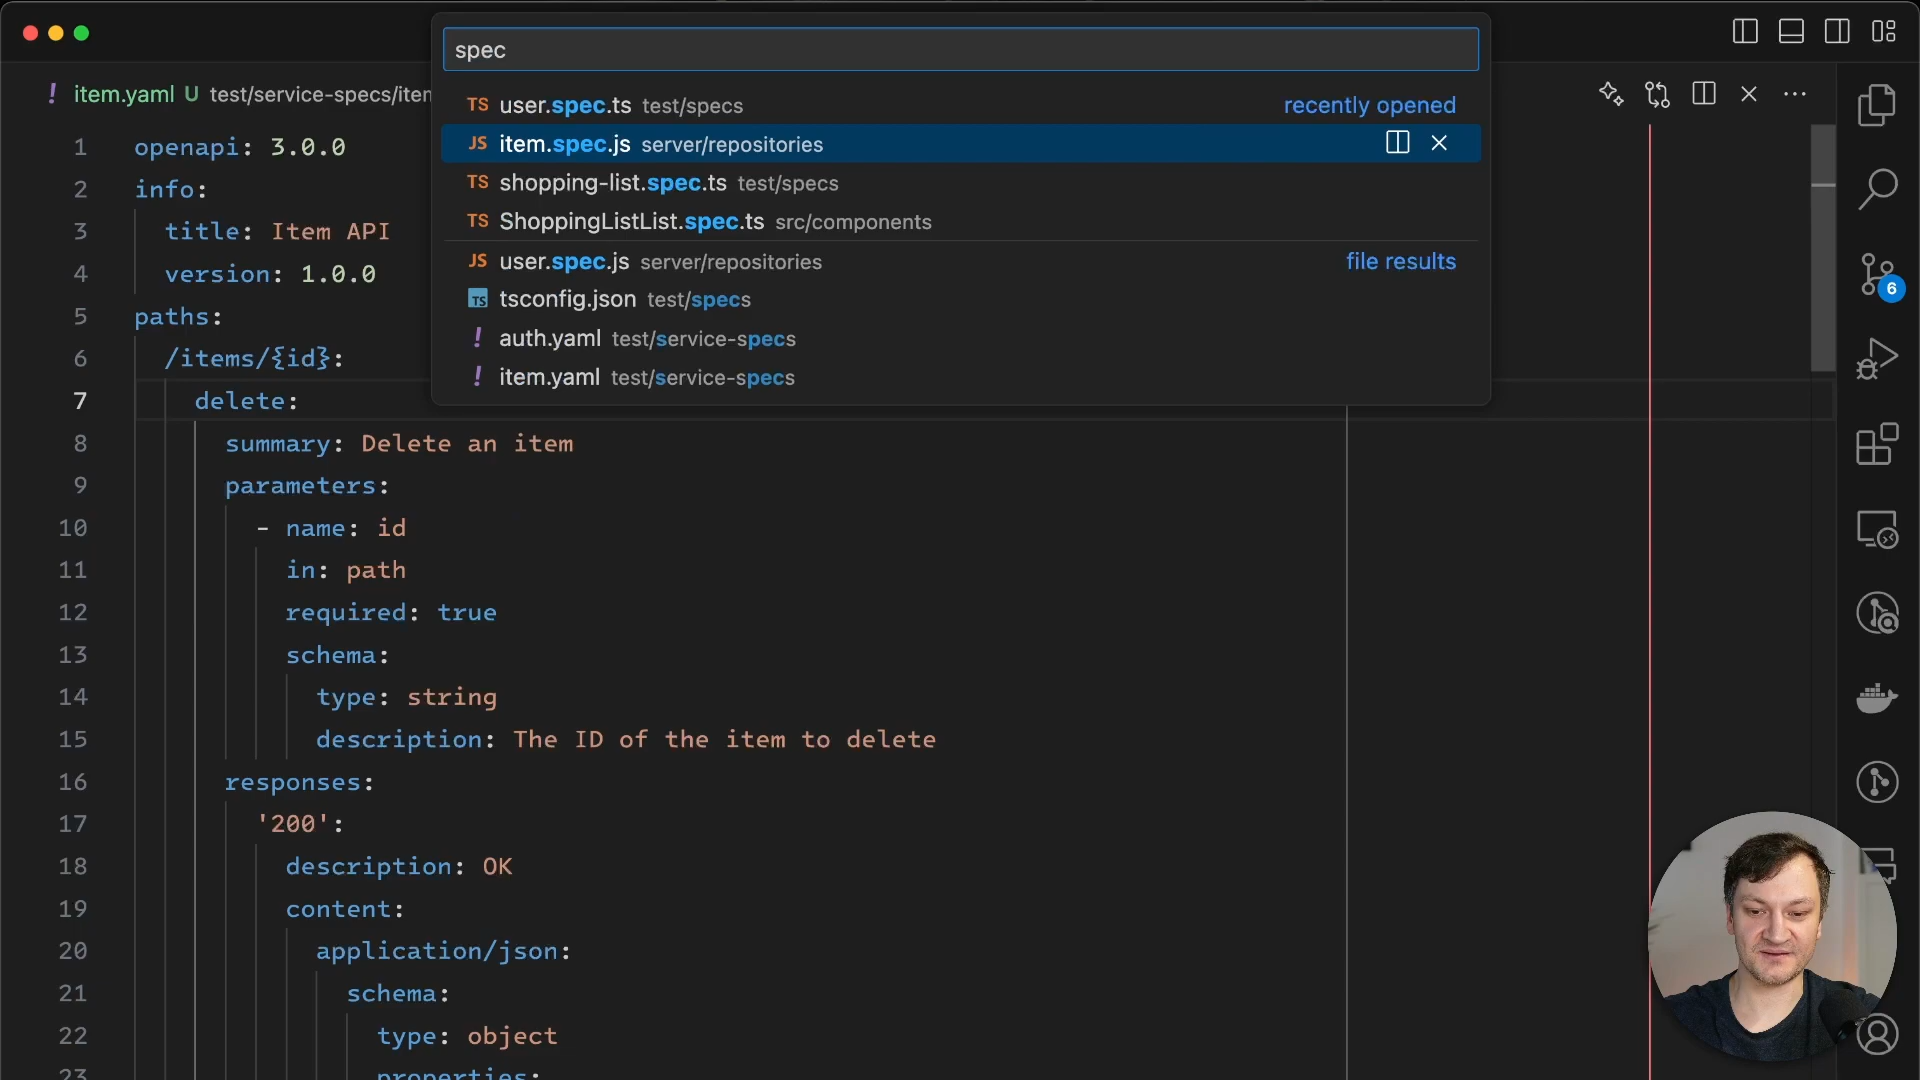 spec
! item.yaml U test/service-specs/iten
TS user.spec.ts test/specs recently opened
JS item.spec.js server/repositories
TS shopping-list.spec.ts test/specs
TS ShoppingListList.spec.ts src/components
JS user.spec.js server/repositories file results
TS tsconfig.json test/specs
! auth.yaml test/service-specs
! item.yaml test/service-specs
1 openapi: 3.0.0
2 info:
3 title: Item API
4 version: 1.0.0
5 paths:
6 /items/{id}:
7 delete:
8 summary: Delete an item
9 parameters:
10 - name: id
11 in: path
12 required: true
13 schema:
14 type: string
15 description: The ID of the item to delete
16 responses:
17 '200':
18 description: OK
19 content:
20 application/json:
21 schema:
22 type: object
23 properties:
6